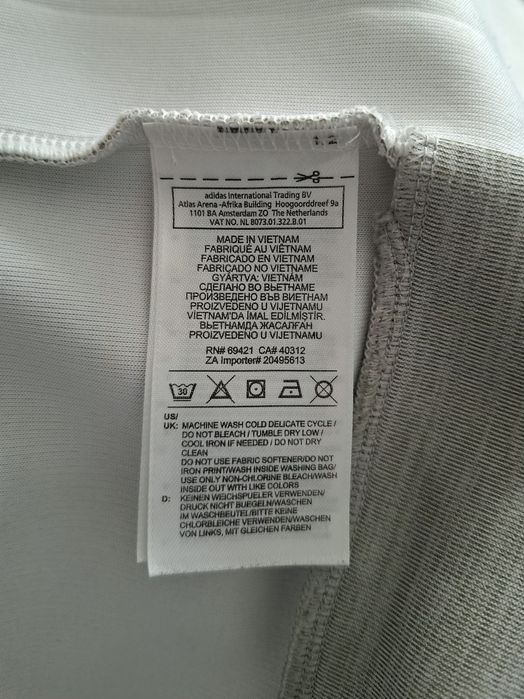 adidas International Trading BV
Atlas Arena -Afrika Building Hoogoorddreef 9a
1101 BA Amsterdam ZO The Netherlands
VAT NO. NL 8073.01.322.B.01
MADE IN VIETNAM
FABRIQUÉ AU VIÊTNAM
FABRICADO EN VIETNAM
FABRICADO NO VIETNAME
GYÁRTVA: VIETNÁM
СДЕЛАНО ВО ВЬЕТНАМЕ
ПРОИЗВЕДЕНО ВЪВ ВИЕТНАМ
PROIZVEDENO U VIJETNAMU
VİETNAM'DA İMAL EDİLMİŞTİR.
ВЬЕТНАМДА ЖАСАЛҒАН
PROIZVEDENO U VIJETNAMU
RN# 69421 CA# 40312
ZA Importer# 20495613
30
US/
UK: MACHINE WASH COLD DELICATE CYCLE /
DO NOT BLEACH / TUMBLE DRY LOW /
COOL IRON IF NEEDED / DO NOT DRY
CLEAN
DO NOT USE FABRIC SOFTENER/DO NOT
IRON PRINT/WASH INSIDE WASHING BAG/
USE ONLY NON-CHLORINE BLEACH/WASH
INSIDE OUT WITH LIKE COLORS
D: KEINEN WEICHSPUELER VERWENDEN/
DRUCK NICHT BUEGELN/WASCHEN
IM WASCHBEUTEL/BITTE KEINE
CHLORBLEICHE VERWENDEN/WASCHEN
VON LINKS, MIT GLEICHEN FARBEN